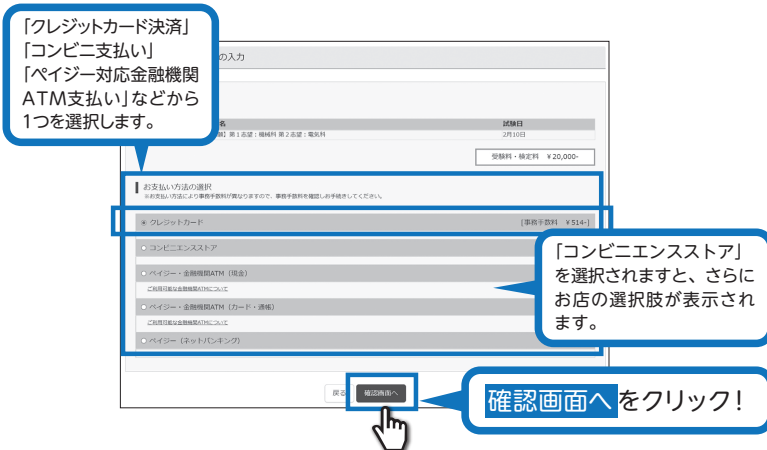 「クレジットカード決済」
「コンビニ支払い」
「ペイジー対応金融機関
ATM支払い」などから
1つを選択します。
の入力
名
試験日
】第1志望：機械科 第2志望：電気科
2月10日
受験料・検定料 ¥20,000-
お支払い方法の選択
※お支払い方法により事務手数料が異なりますので、事務手数料を確認しお手続きしてください。
クレジットカード
[事務手数料 ¥514-]
コンビニエンスストア
ペイジー・金融機関ATM（現金）
ご利用可能な金融機関ATMについて
ペイジー・金融機関ATM（カード・通帳）
ご利用可能な金融機関ATMについて
ペイジー（ネットバンキング）
「コンビニエンスストア」
を選択されますと、さらに
お店の選択肢が表示され
ます。
戻る
確認画面へ
確認画面へをクリック！